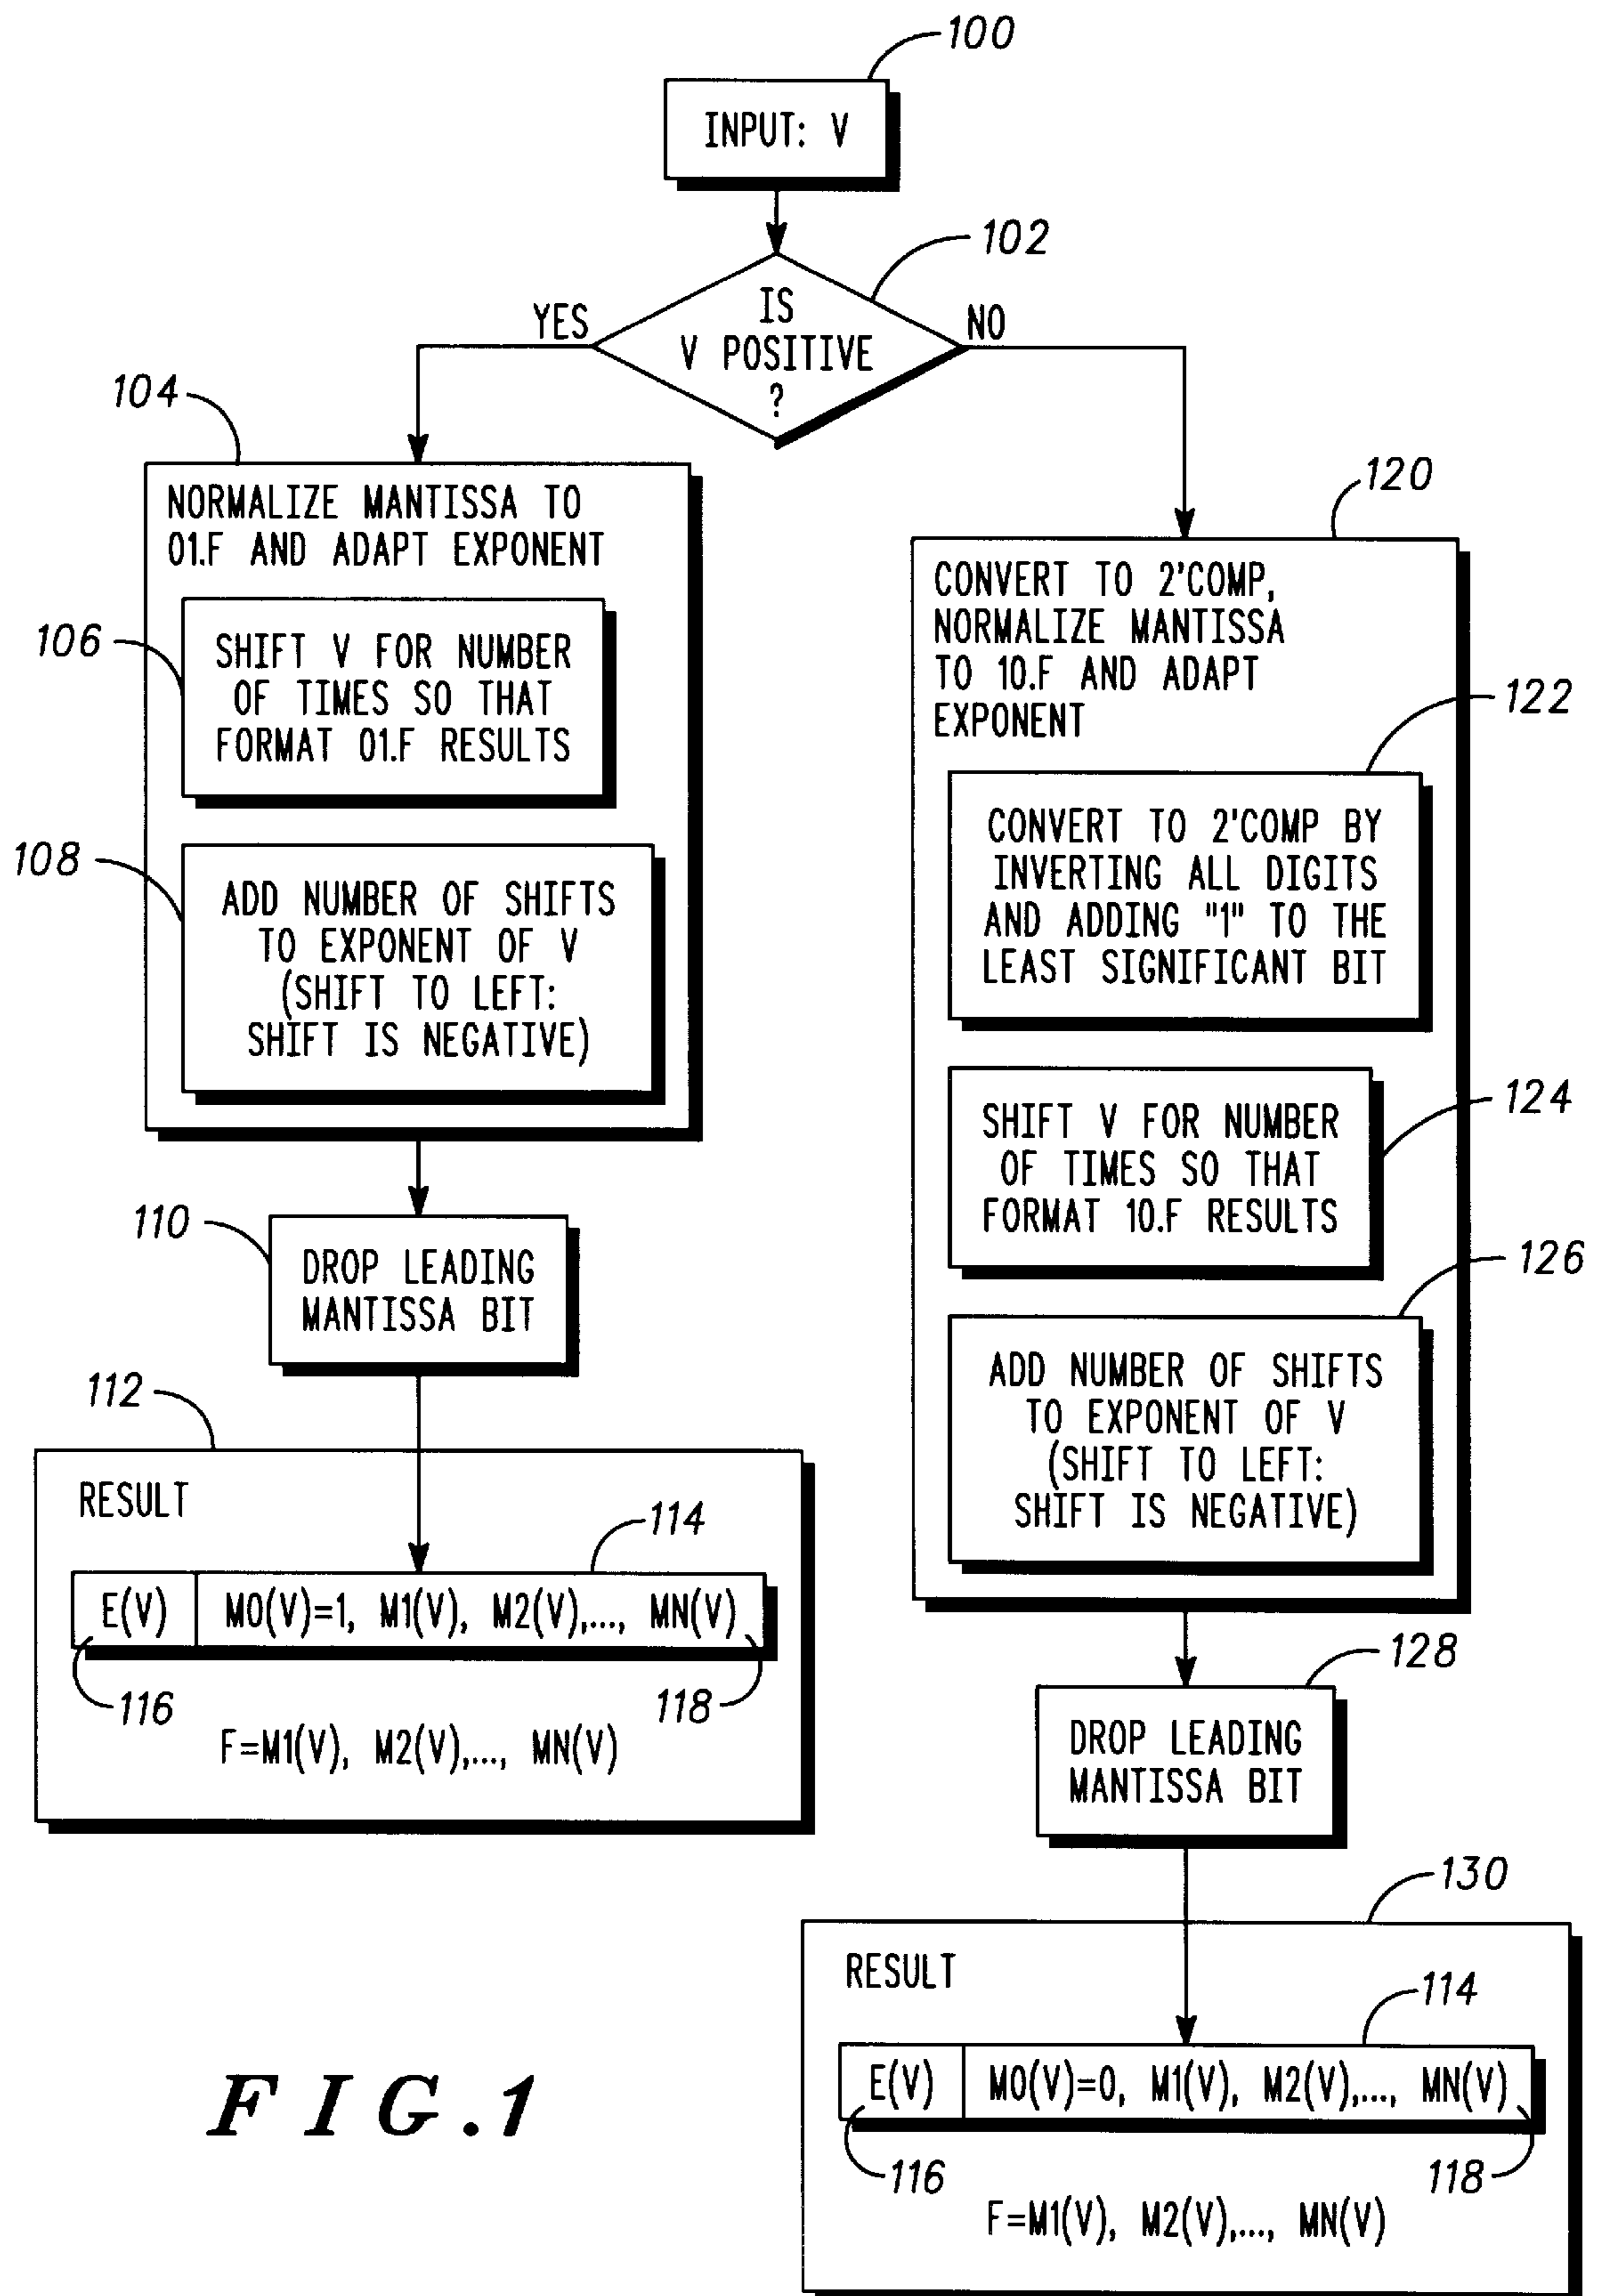 100
INPUT: V
102
IS
V POSITIVE
?
YES
NO
104
NORMALIZE MANTISSA TO
01.F AND ADAPT EXPONENT
106
SHIFT V FOR NUMBER
OF TIMES SO THAT
FORMAT 01.F RESULTS
108
ADD NUMBER OF SHIFTS
TO EXPONENT OF V
(SHIFT TO LEFT:
SHIFT IS NEGATIVE)
110
DROP LEADING
MANTISSA BIT
112
RESULT
114
E(V) M0(V)=1, M1(V), M2(V),..., MN(V)
116
118
F=M1(V), M2(V),..., MN(V)
120
CONVERT TO 2'COMP,
NORMALIZE MANTISSA
TO 10.F AND ADAPT
EXPONENT
122
CONVERT TO 2'COMP BY
INVERTING ALL DIGITS
AND ADDING "1" TO THE
LEAST SIGNIFICANT BIT
124
SHIFT V FOR NUMBER
OF TIMES SO THAT
FORMAT 10.F RESULTS
126
ADD NUMBER OF SHIFTS
TO EXPONENT OF V
(SHIFT TO LEFT:
SHIFT IS NEGATIVE)
128
DROP LEADING
MANTISSA BIT
130
RESULT
114
E(V) M0(V)=0, M1(V), M2(V),..., MN(V)
116
118
F=M1(V), M2(V),..., MN(V)
FIG.1